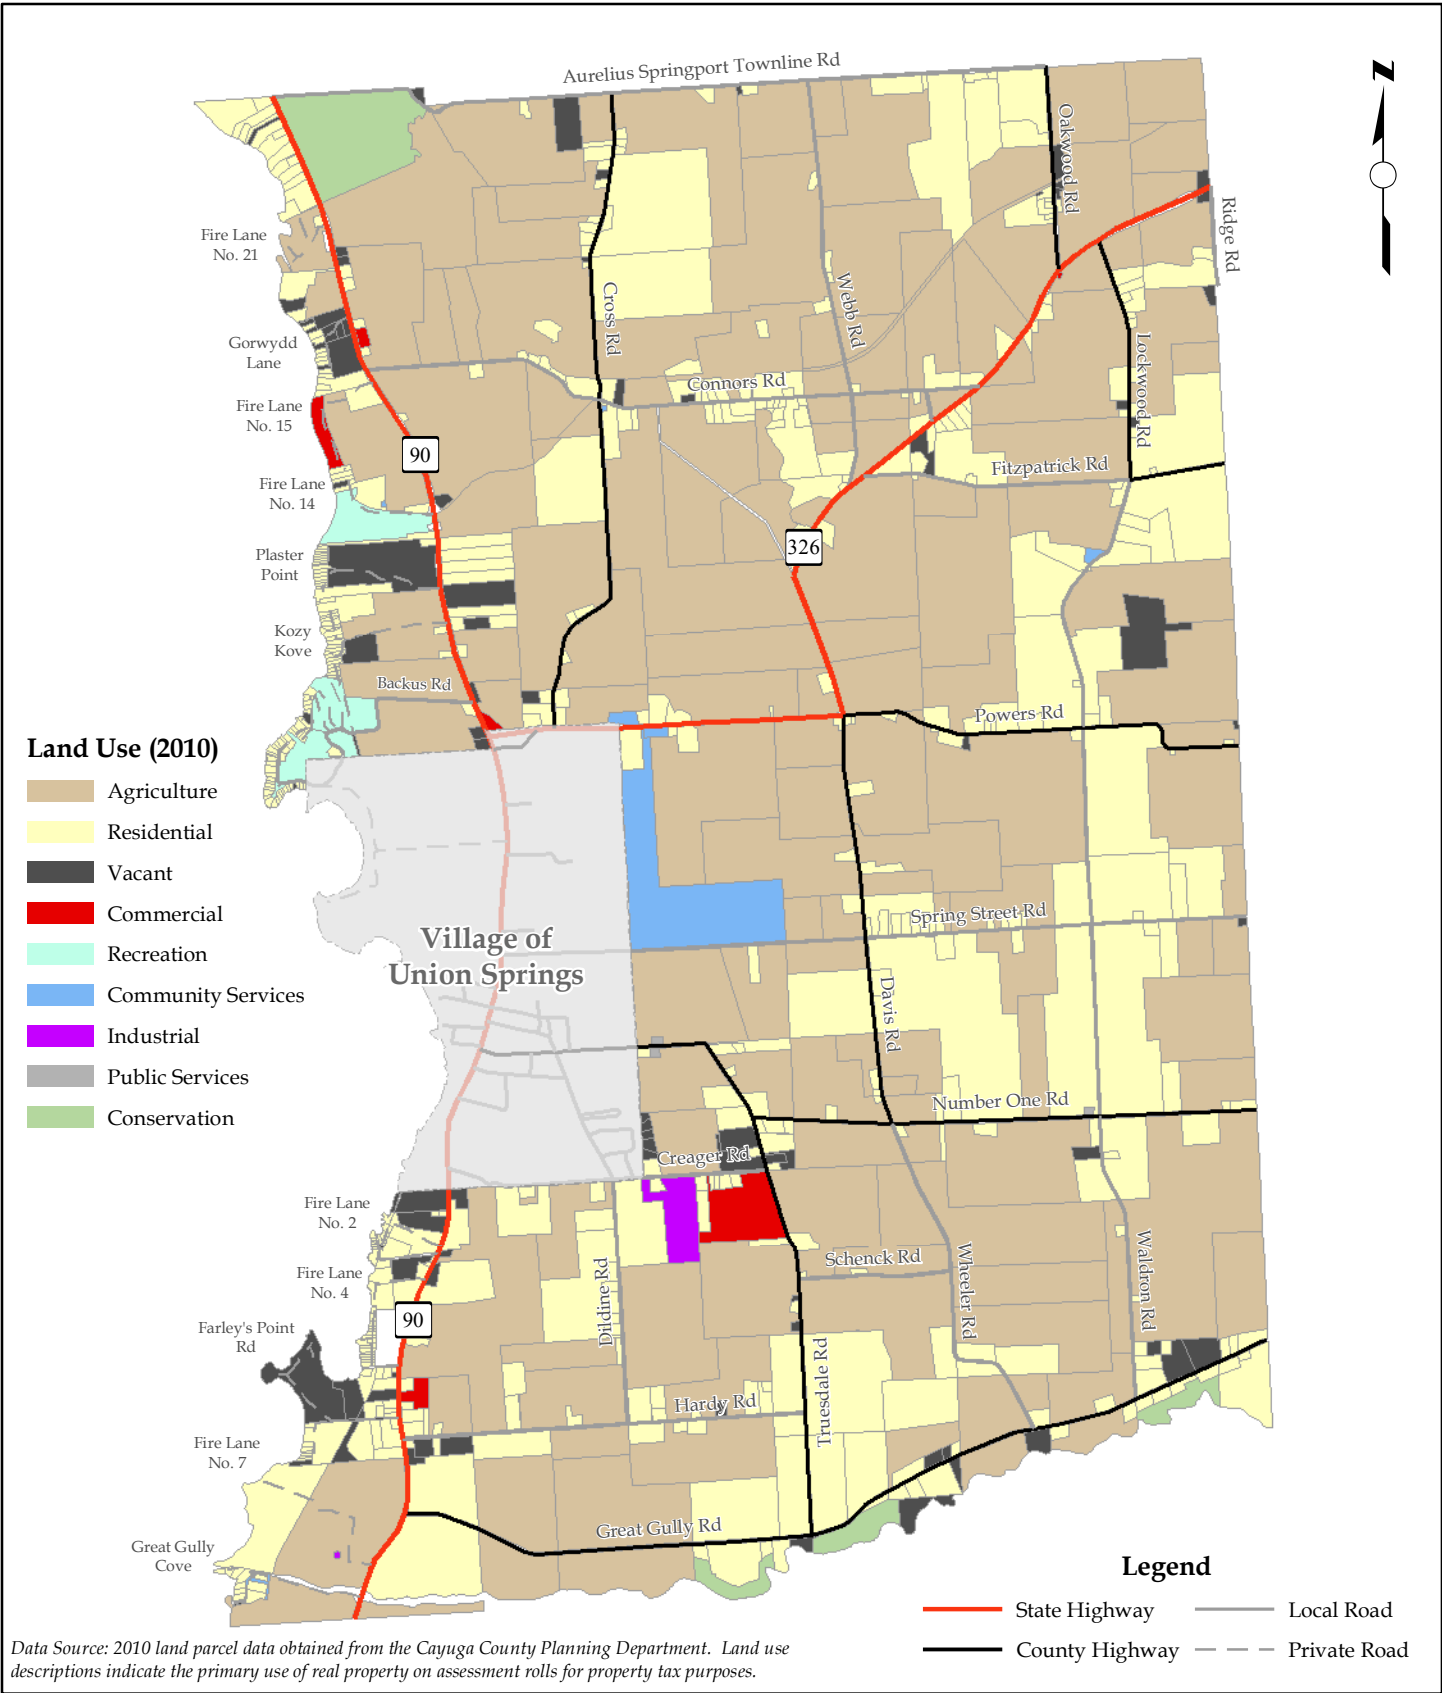 Aurelius Springport Townline Rd
N
Oakwood Rd
Ridge Rd
Fire Lane
No. 21
Cross Rd
Webb Rd
Gorwydd
Lane
Lockwood Rd
Connors Rd
Fire Lane
No. 15
90
Fitzpatrick Rd
Fire Lane
No. 14
326
Plaster
Point
Kozy
Kove
Backus Rd
Powers Rd
Land Use (2010)
Agriculture
Residential
Vacant
Commercial
Recreation
Community Services
Industrial
Public Services
Conservation
Spring Street Rd
Village of
Union Springs
Davis Rd
Number One Rd
Creager Rd
Fire Lane
No. 2
Schenck Rd
Wheeler Rd
Waldron Rd
Fire Lane
No. 4
Dildine Rd
90
Farley's Point
Rd
Truesdale Rd
Hardy Rd
Fire Lane
No. 7
Great Gully Rd
Great Gully
Cove
Legend
State Highway
Local Road
County Highway
Private Road
Data Source: 2010 land parcel data obtained from the Cayuga County Planning Department.  Land use
descriptions indicate the primary use of real property on assessment rolls for property tax purposes.